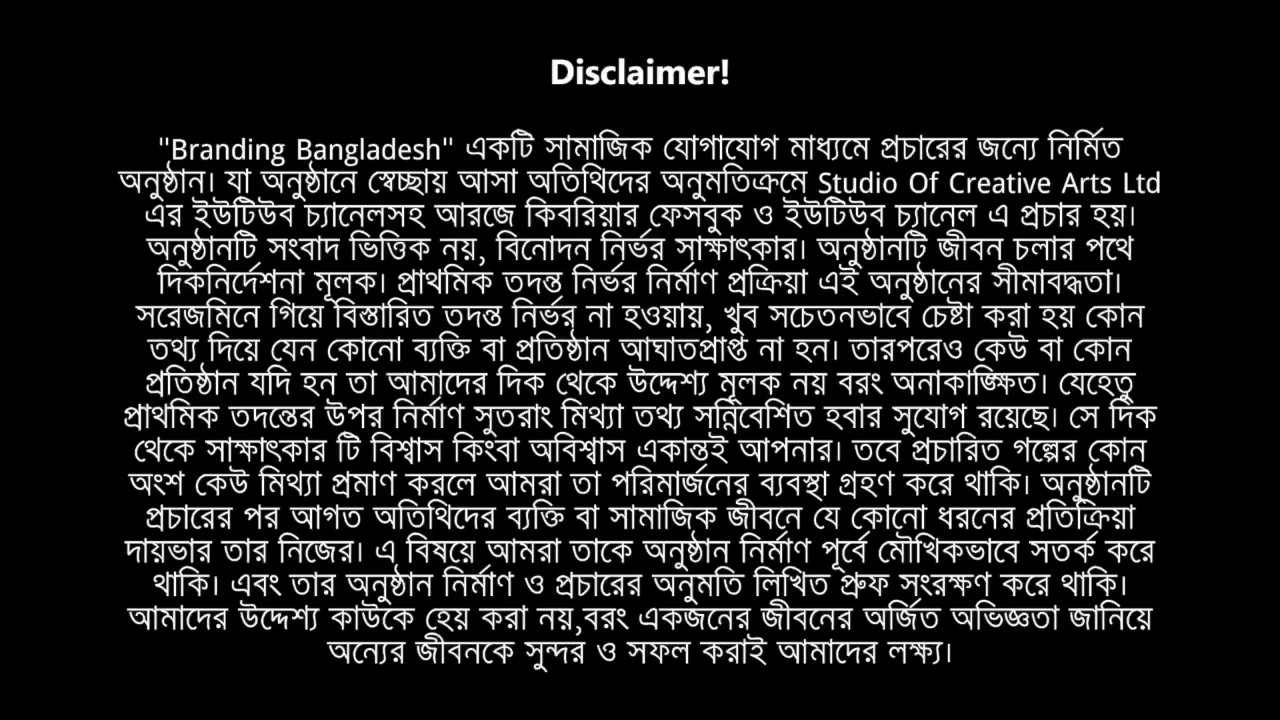 Disclaimer!
"Branding Bangladesh" একটি সামাজিক যোগাযোগ মাধ্যমে প্রচারের জন্যে নির্মিত
অনুষ্ঠান। যা অনুষ্ঠানে স্বেচ্ছায় আসা অতিথিদের অনুমতিক্রমে Studio Of Creative Arts Ltd
এর ইউটিউব চ্যানেলসহ আরজে কিবরিয়ার ফেসবুক ও ইউটিউব চ্যানেল এ প্রচার হয়।
অনুষ্ঠানটি সংবাদ ভিত্তিক নয়, বিনোদন নির্ভর সাক্ষাৎকার। অনুষ্ঠানটি জীবন চলার পথে
দিকনির্দেশনা মূলক। প্রাথমিক তদন্ত নির্ভর নির্মাণ প্রক্রিয়া এই অনুষ্ঠানের সীমাবদ্ধতা।
সরেজমিনে গিয়ে বিস্তারিত তদন্ত নির্ভর না হওয়ায়, খুব সচেতনভাবে চেষ্টা করা হয় কোন
তথ্য দিয়ে যেন কোনো ব্যক্তি বা প্রতিষ্ঠান আঘাতপ্রাপ্ত না হন। তারপরেও কেউ বা কোন
প্রতিষ্ঠান যদি হন তা আমাদের দিক থেকে উদ্দেশ্য মূলক নয় বরং অনাকাঙ্ক্ষিত। যেহেতু
প্রাথমিক তদন্তের উপর নির্মাণ সুতরাং মিথ্যা তথ্য সন্নিবেশিত হবার সুযোগ রয়েছে। সে দিক
থেকে সাক্ষাৎকার টি বিশ্বাস কিংবা অবিশ্বাস একান্তই আপনার। তবে প্রচারিত গল্পের কোন
অংশ কেউ মিথ্যা প্রমাণ করলে আমরা তা পরিমার্জনের ব্যবস্থা গ্রহণ করে থাকি। অনুষ্ঠানটি
প্রচারের পর আগত অতিথিদের ব্যক্তি বা সামাজিক জীবনে যে কোনো ধরনের প্রতিক্রিয়া
দায়ভার তার নিজের। এ বিষয়ে আমরা তাকে অনুষ্ঠান নির্মাণ পূর্বে মৌখিকভাবে সতর্ক করে
থাকি। এবং তার অনুষ্ঠান নির্মাণ ও প্রচারের অনুমতি লিখিত প্রুফ সংরক্ষণ করে থাকি।
আমাদের উদ্দেশ্য কাউকে হেয় করা নয়,বরং একজনের জীবনের অর্জিত অভিজ্ঞতা জানিয়ে
অন্যের জীবনকে সুন্দর ও সফল করাই আমাদের লক্ষ্য।